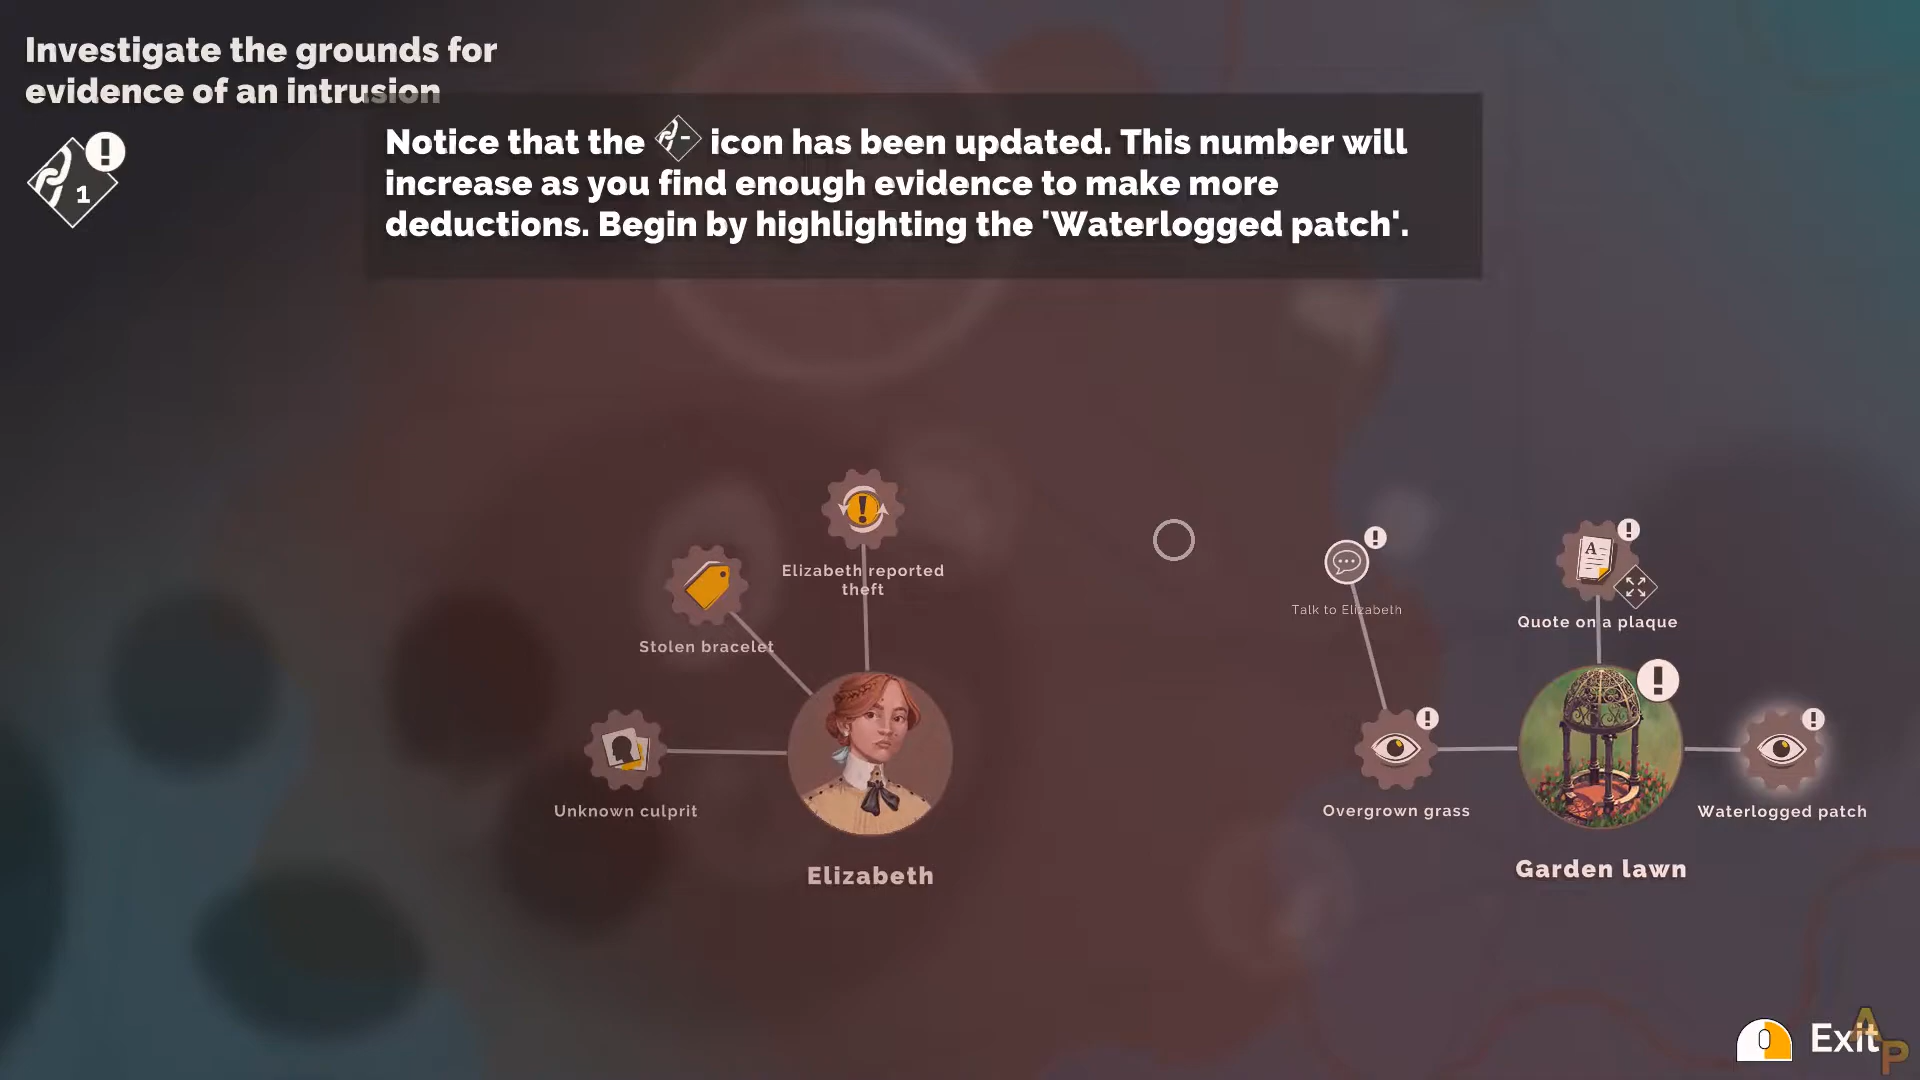 Investigate the grounds for
evidence of an intrusion
1
Notice that the icon has been updated. This number will
increase as you find enough evidence to make more
deductions. Begin by highlighting the 'Waterlogged patch'.
Elizabeth reported
theft
Stolen bracelet
Unknown culprit
Elizabeth
Talk to Elizabeth
A
Quote on a plaque
Overgrown grass
Waterlogged patch
Garden lawn
Exit
AP